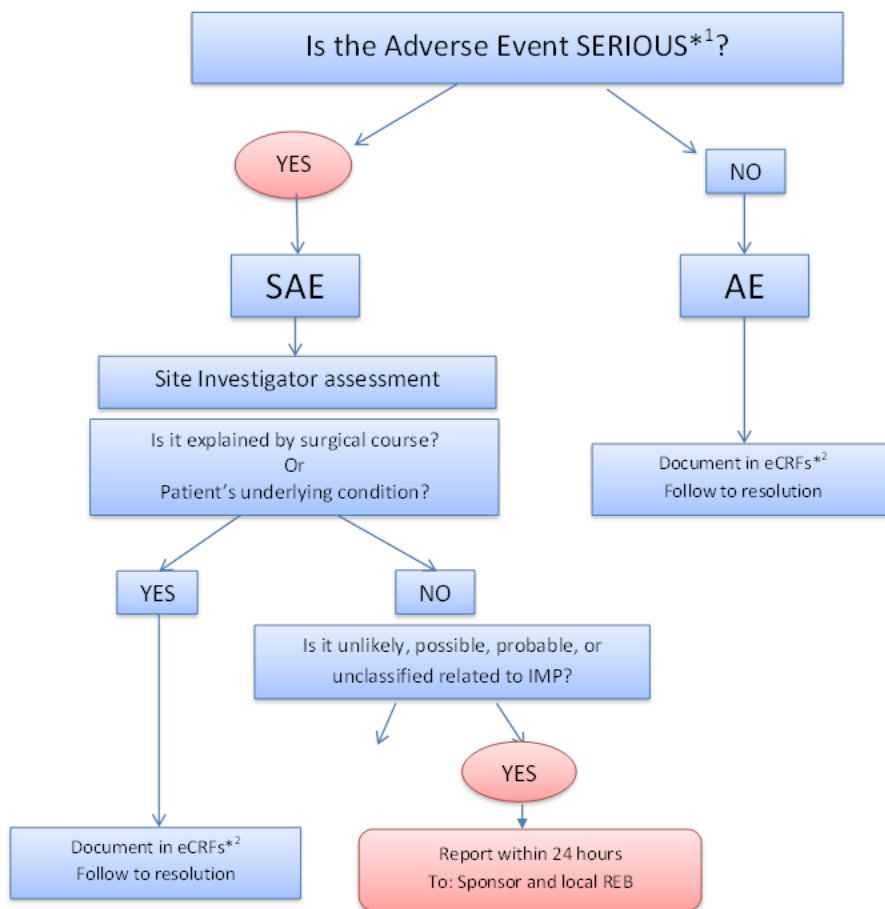 Is the Adverse Event SERIOUS*1?
YES
NO
SAE
AE
Site Investigator assessment
Is it explained by surgical course?
Or
Patient's underlying condition?
Document in eCRFs*2
Follow to resolution
YES
NO
Is it unlikely, possible, probable, or
unclassified related to IMP?
YES
Document in eCRFs*2
Follow to resolution
Report within 24 hours
To: Sponsor and local REB